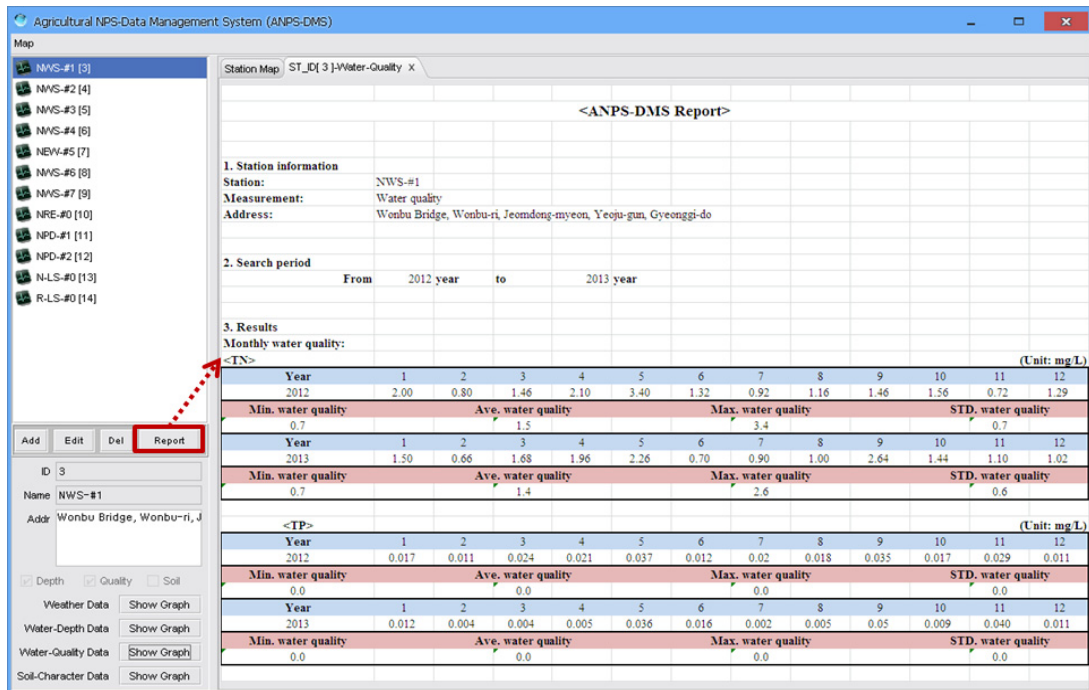 Agricultural NPS-Data Management System (ANPS-DMS)
Map
NWS-#1 [3]
NWS-#2 [4]
NWS-#3 [5]
NWS-#4 [6]
NEW-#5 [7]
NWS-#6 [8]
NWS-#7 [9]
NRE-#0 [10]
NPD-#1 [11]
NPD-#2 [12]
N-LS-#0 [13]
R-LS-#0 [14]
Add Edit Del Report
ID 3
Name NWS-#1
Addr Wonbu Bridge, Wonbu-ri, J
Depth Quality Soil
Weather Data Show Graph
Water-Depth Data Show Graph
Water-Quality Data Show Graph
Soil-Character Data Show Graph
Station Map ST_ID[ 3 ]-Water-Quality X
<ANPS-DMS Report>
1. Station information
Station: NWS-#1
Measurement: Water quality
Address: Wonbu Bridge, Wonbu-ri, Jeomdong-myeon, Yeoju-gun, Gyeonggi-do
2. Search period
From 2012 year to 2013 year
3. Results
Monthly water quality:
<TN> (Unit: mg/L)
Year 1 2 3 4 5 6 7 8 9 10 11 12
2012 2.00 0.80 1.46 2.10 3.40 1.32 0.92 1.16 1.46 1.56 0.72 1.29
Min. water quality Ave. water quality Max. water quality STD. water quality
0.7 1.5 3.4 0.7
Year 1 2 3 4 5 6 7 8 9 10 11 12
2013 1.50 0.66 1.68 1.96 2.26 0.70 0.90 1.00 2.64 1.44 1.10 1.02
Min. water quality Ave. water quality Max. water quality STD. water quality
0.7 1.4 2.6 0.6
<TP> (Unit: mg/L)
Year 1 2 3 4 5 6 7 8 9 10 11 12
2012 0.017 0.011 0.024 0.021 0.037 0.012 0.02 0.018 0.035 0.017 0.029 0.011
Min. water quality Ave. water quality Max. water quality STD. water quality
0.0 0.0 0.0 0.0
Year 1 2 3 4 5 6 7 8 9 10 11 12
2013 0.012 0.004 0.004 0.005 0.036 0.016 0.002 0.005 0.05 0.009 0.040 0.011
Min. water quality Ave. water quality Max. water quality STD. water quality
0.0 0.0 0.0 0.0